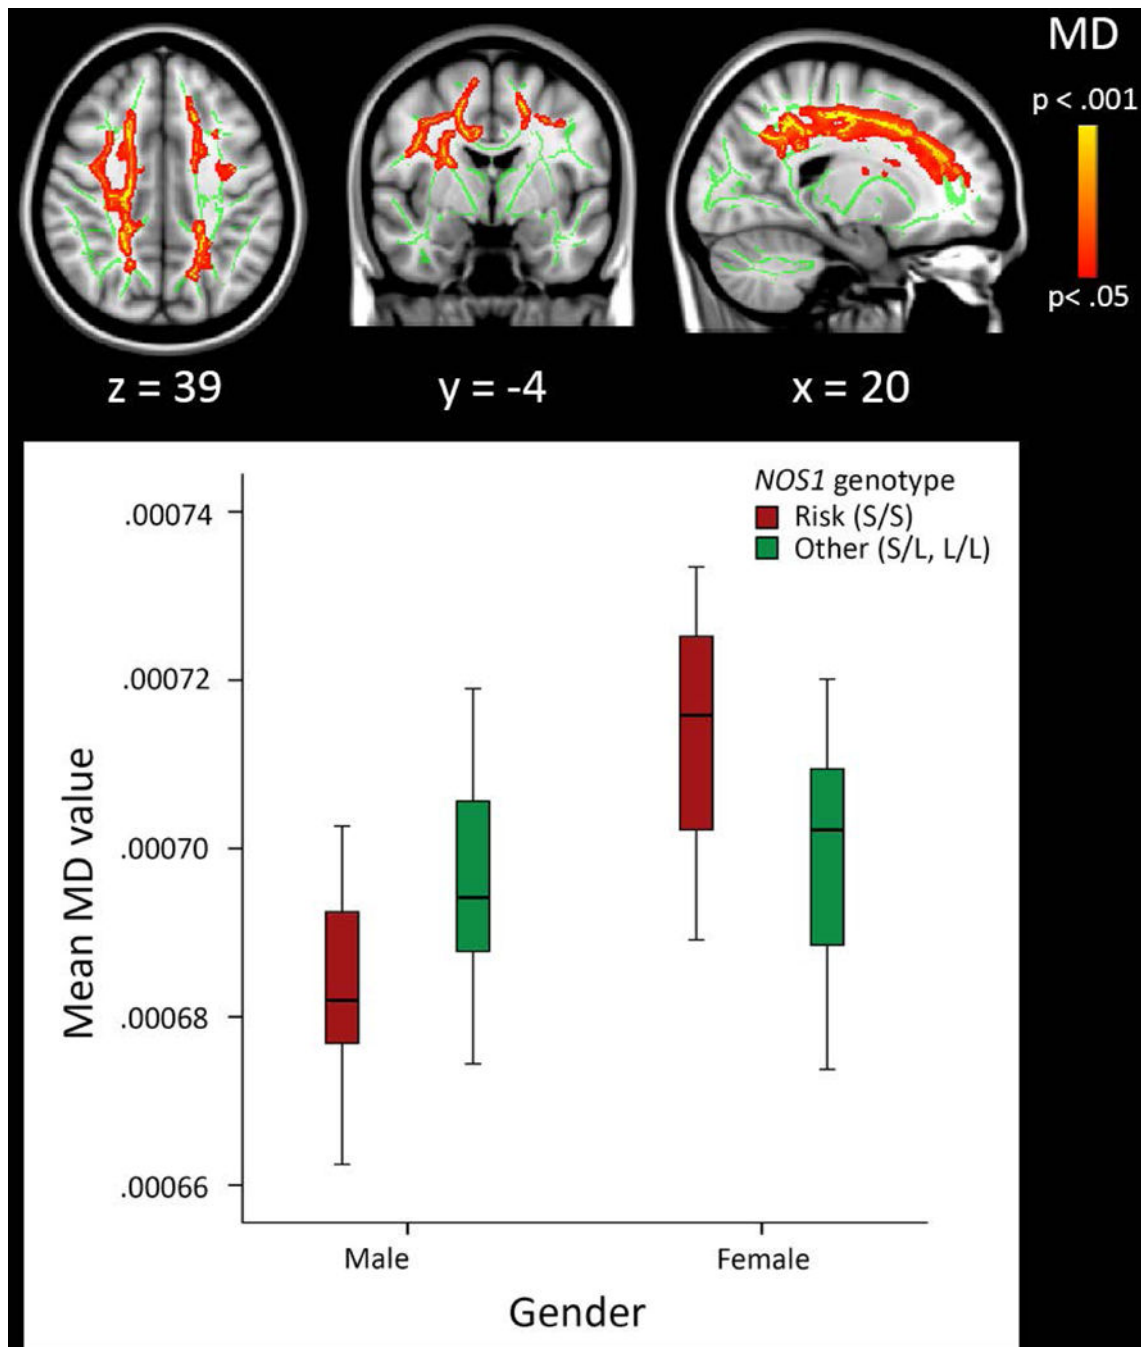 MD
p < .001
p< .05
z = 39
y = -4
x = 20
NOS1 genotype
Risk (S/S)
Other (S/L, L/L)
.00074
.00072
.00070
.00068
.00066
Mean MD value
Male
Female
Gender